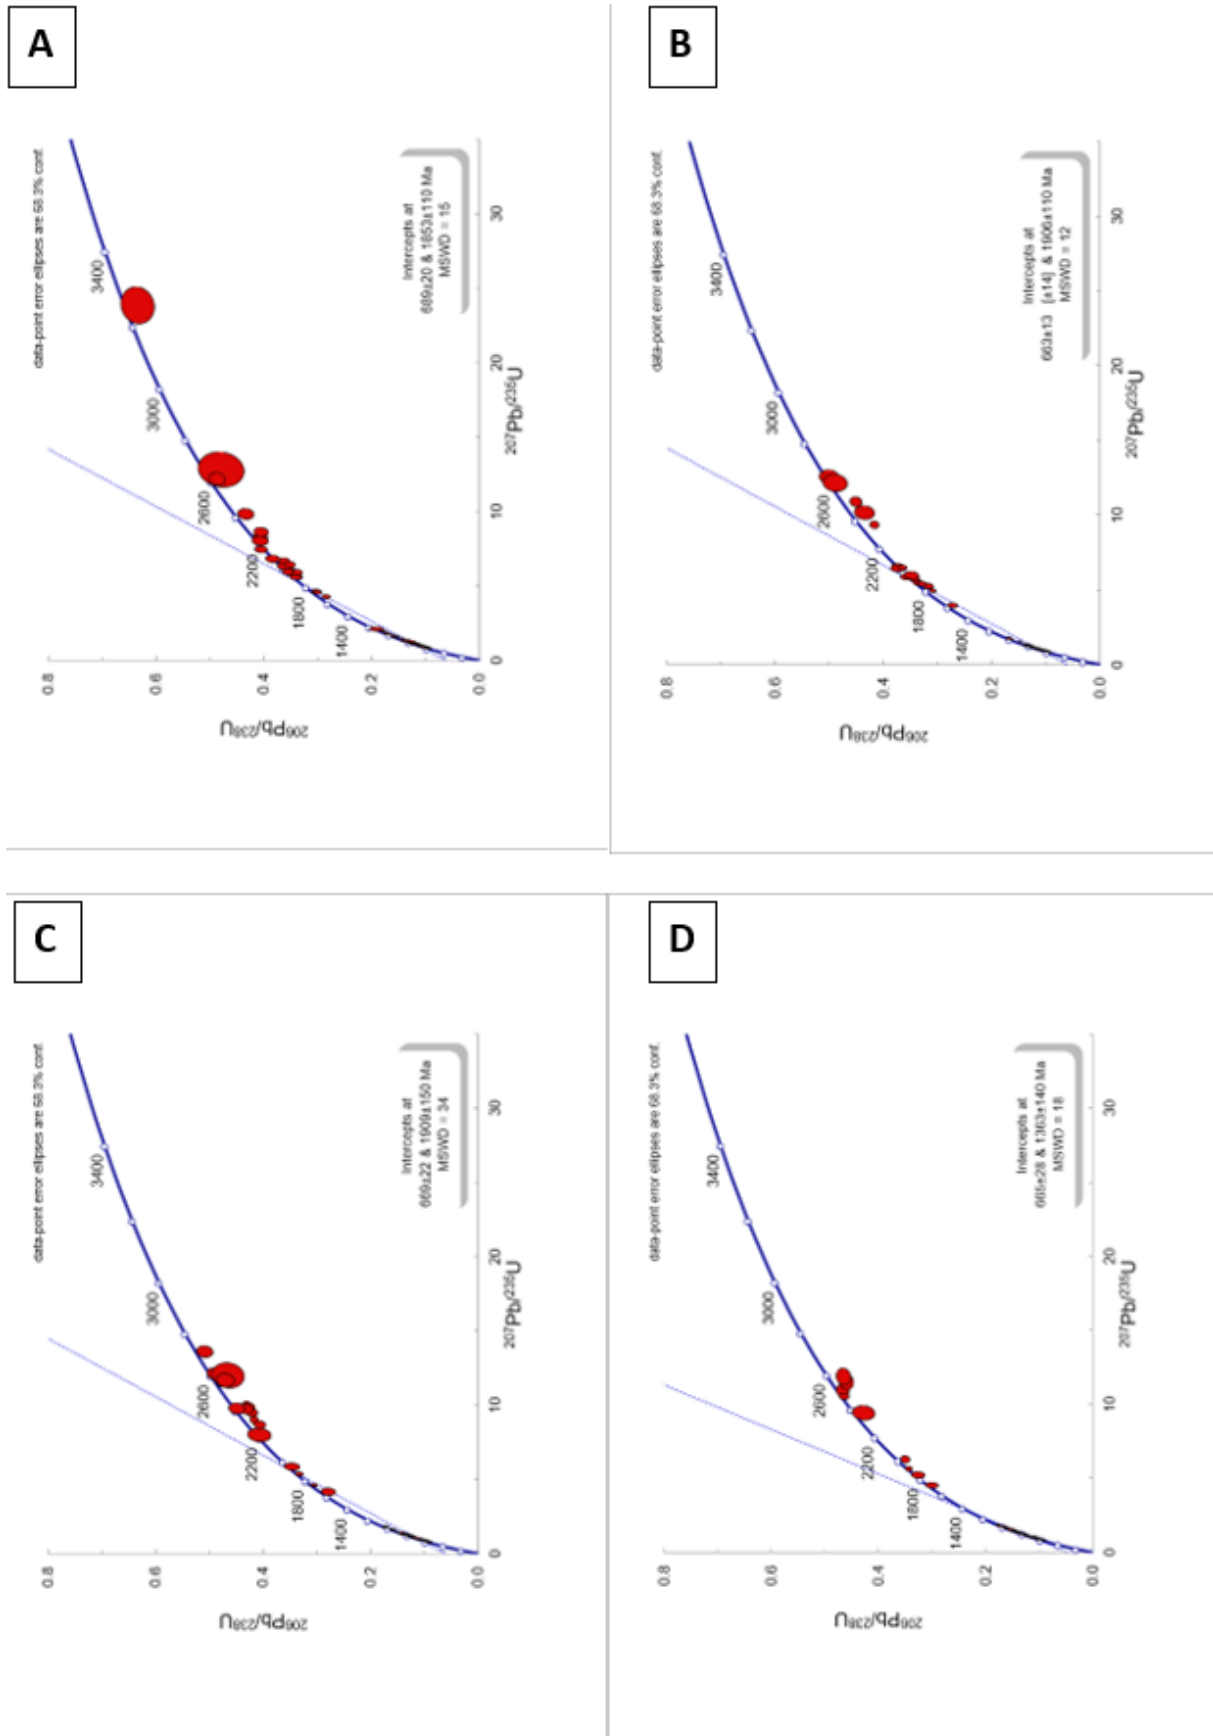 A
data-point error ellipses are 68.3% conf.
3400
3000
2600
2200
1800
1400
Intercepts at
689±20 & 1853±110 Ma
MSWD = 15
0.8
0.6
0.4
0.2
0.0
0
10
20
30
206Pb/238U
207Pb/235U
B
data-point error ellipses are 68.3% conf.
3400
3000
2600
2200
1800
1400
Intercepts at
663±13 [±14] & 1906±110 Ma
MSWD = 12
0.8
0.6
0.4
0.2
0.0
0
10
20
30
206Pb/238U
207Pb/235U
C
data-point error ellipses are 68.3% conf.
3400
3000
2600
2200
1800
1400
Intercepts at
669±22 & 1909±150 Ma
MSWD = 34
0.8
0.6
0.4
0.2
0.0
0
10
20
30
206Pb/238U
207Pb/235U
D
data-point error ellipses are 68.3% conf.
3400
3000
2600
2200
1800
1400
Intercepts at
665±28 & 1363±140 Ma
MSWD = 18
0.8
0.6
0.4
0.2
0.0
0
10
20
30
206Pb/238U
207Pb/235U